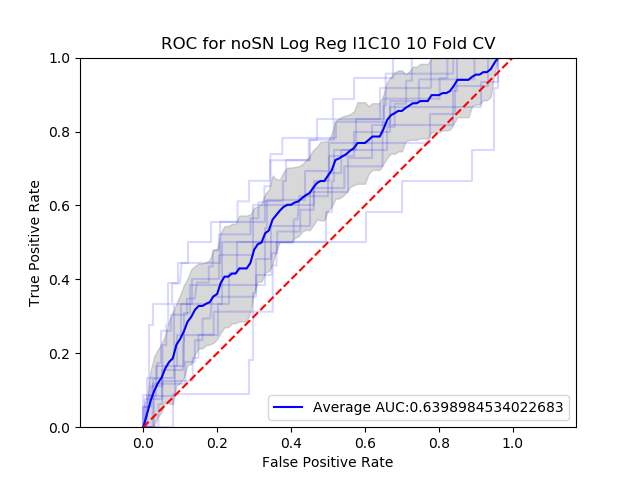 ROC for noSN Log Reg l1C10 10 Fold CV
1.0
0.8
0.6
0.4
0.2
0.0
True Positive Rate
Average AUC:0.6398984534022683
0.0 0.2 0.4 0.6 0.8 1.0
False Positive Rate